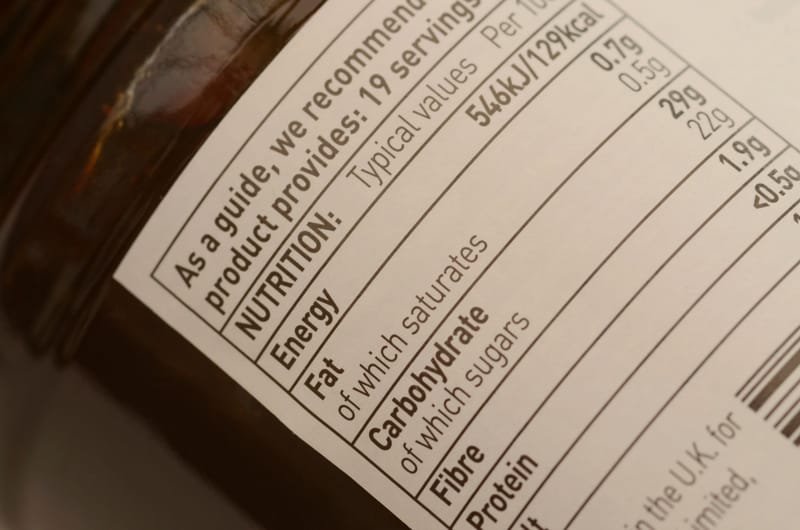 As a guide, we recommend
product provides: 19 servings
NUTRITION: Typical values Per 100
Energy 546kJ/129kcal
Fat 0.7g
of which saturates 0.5g
Carbohydrate 29g
of which sugars 22g
Fibre 1.9g
Protein <0.5g
the U.K. for